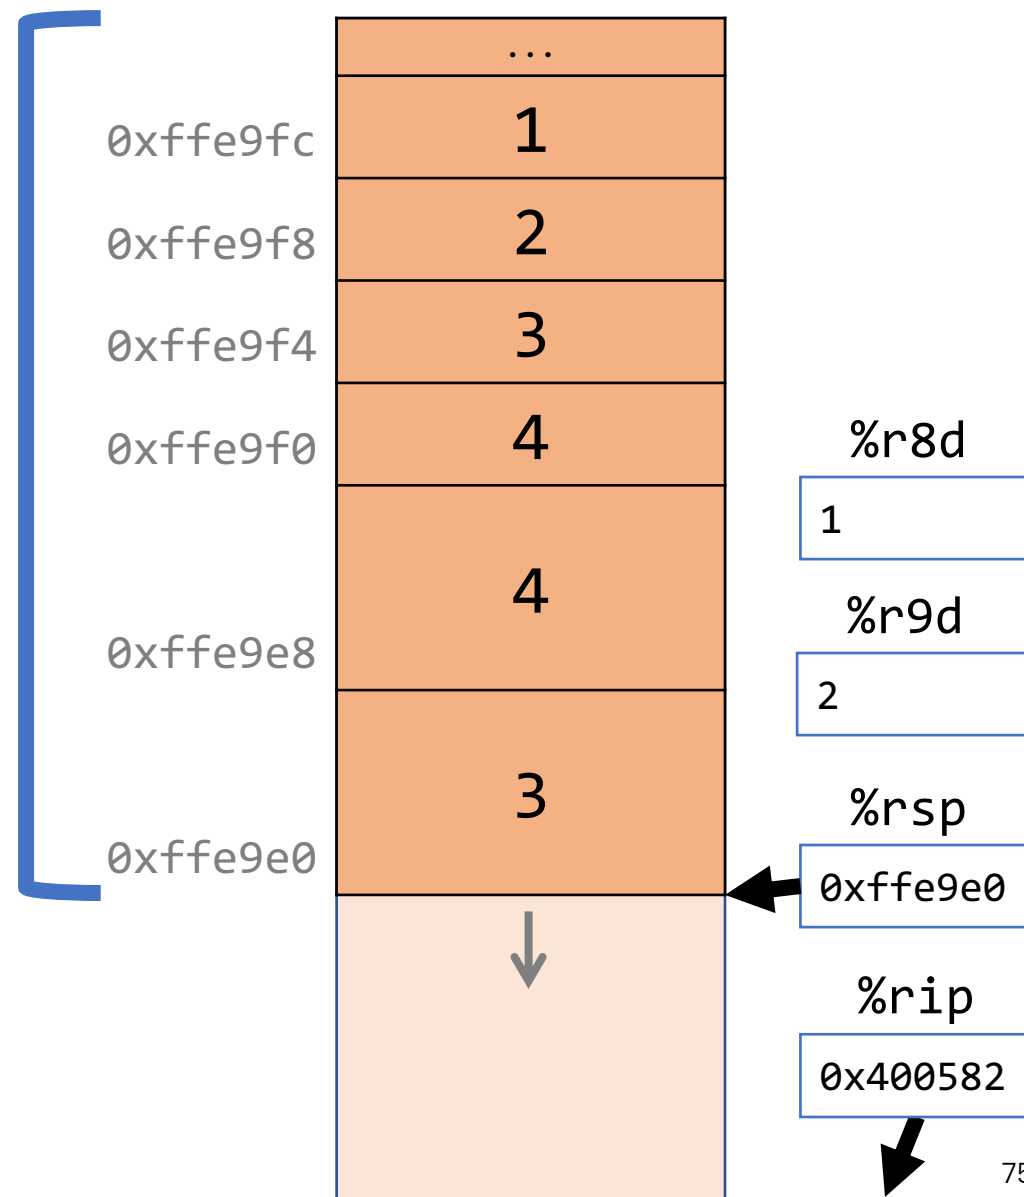 ...
0xffe9fc 1
0xffe9f8 2
0xffe9f4 3
0xffe9f0 4
%r8d
1
4
%r9d
0xffe9e8
2
3
%rsp
0xffe9e0
0xffe9e0
%rip
0x400582
75